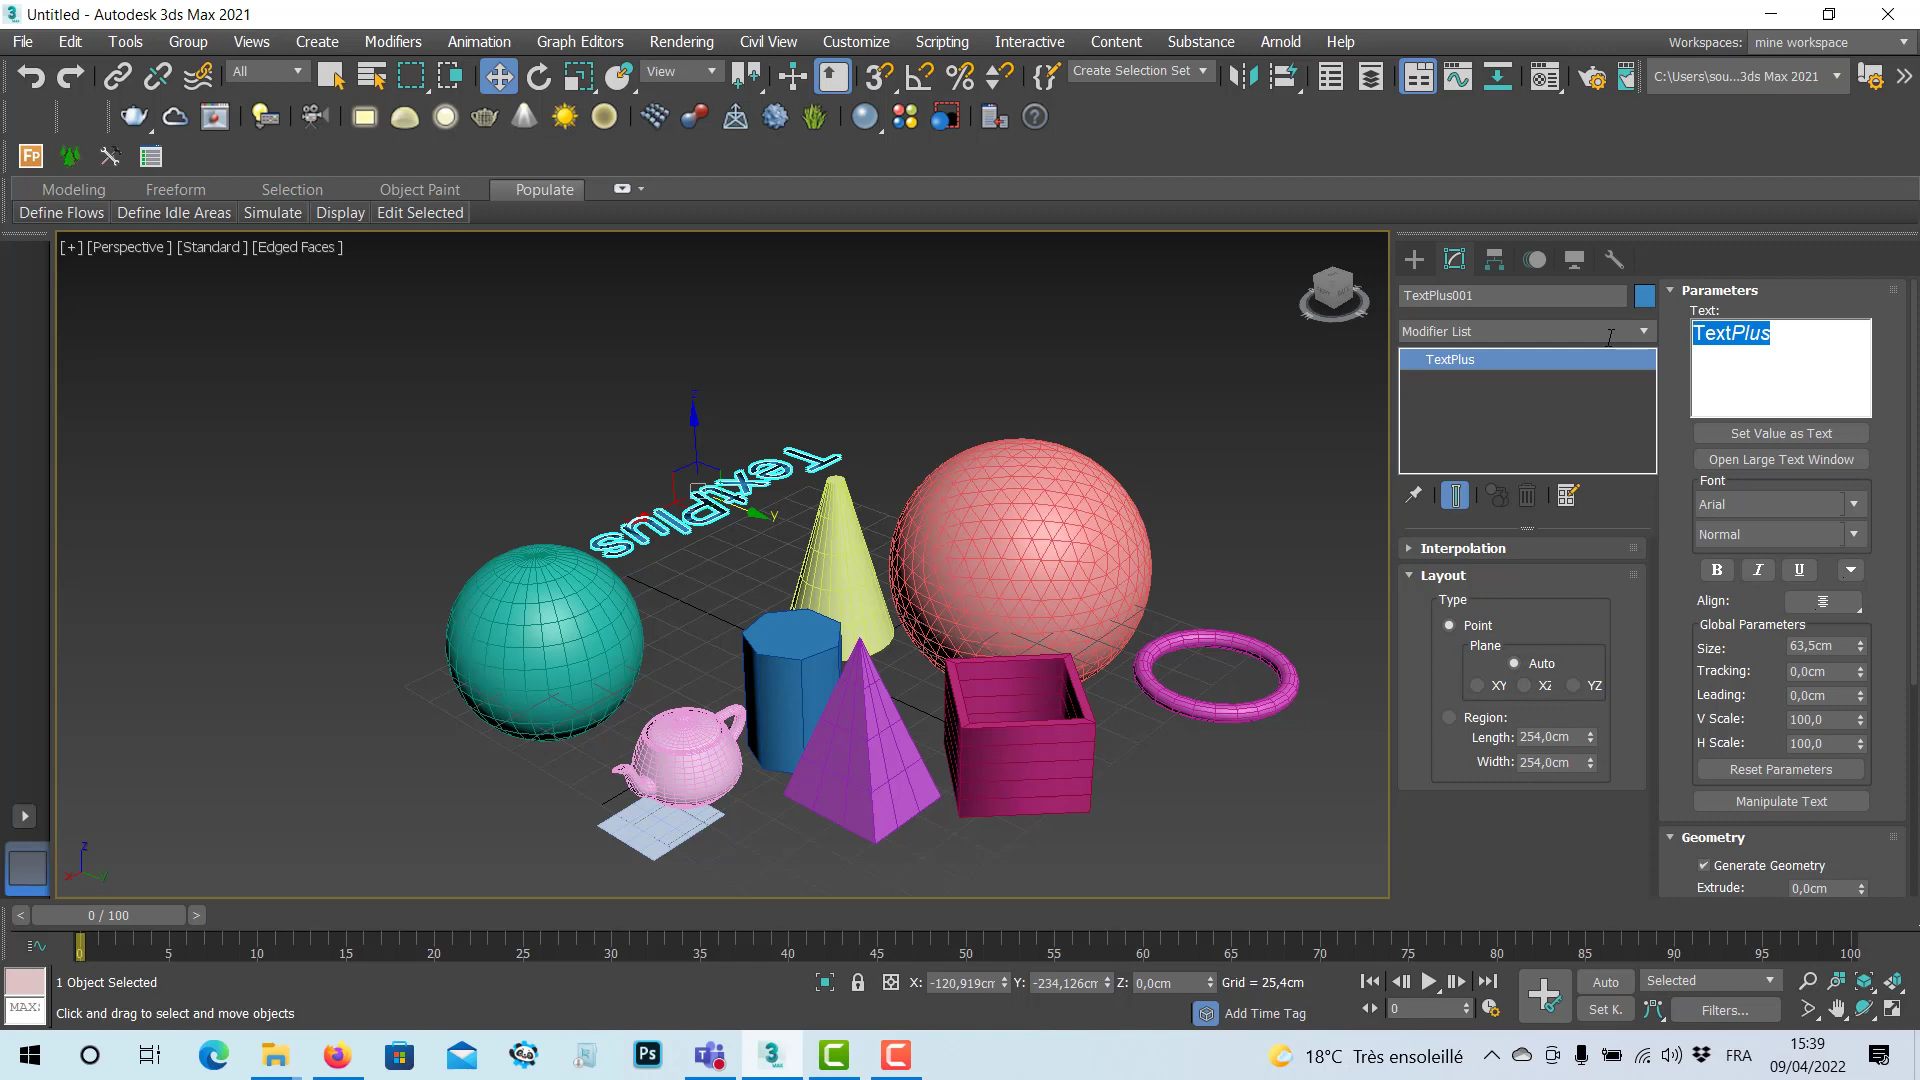 Untitled - Autodesk 3ds Max 2021
File Edit Tools Group Views Create Modifiers Animation Graph Editors Rendering Civil View Customize Scripting Interactive Content Substance Arnold Help Workspaces: mine workspace
All View Create Selection Set C:\Users\sou...3ds Max 2021
Fp
Modeling Freeform Selection Object Paint Populate
Define Flows Define Idle Areas Simulate Display Edit Selected
[+] [Perspective ] [Standard ] [Edged Faces ]
TextPlus001
Modifier List
TextPlus
Interpolation
Layout
Type
Point
Plane
Auto
XY XZ YZ
Region:
Length: 254,0cm
Width: 254,0cm
Parameters
Text:
TextPlus
Set Value as Text
Open Large Text Window
Font
Arial
Normal
B I U
Align:
Global Parameters
Size: 63,5cm
Tracking: 0,0cm
Leading: 0,0cm
V Scale: 100,0
H Scale: 100,0
Reset Parameters
Manipulate Text
Geometry
Generate Geometry
Extrude: 0,0cm
z
y
TextPlus
z
x
0 / 100
0 5 10 15 20 25 30 35 40 45 50 55 60 65 70 75 80 85 90 95 100
1 Object Selected X: -120,919cm Y: -234,126cm Z: 0,0cm Grid = 25,4cm Auto Selected
MAX:
Click and drag to select and move objects Add Time Tag 0 Set K. Filters...
Ps
3
MAX
C
C
18°C Très ensoleillé FRA
15:39
09/04/2022